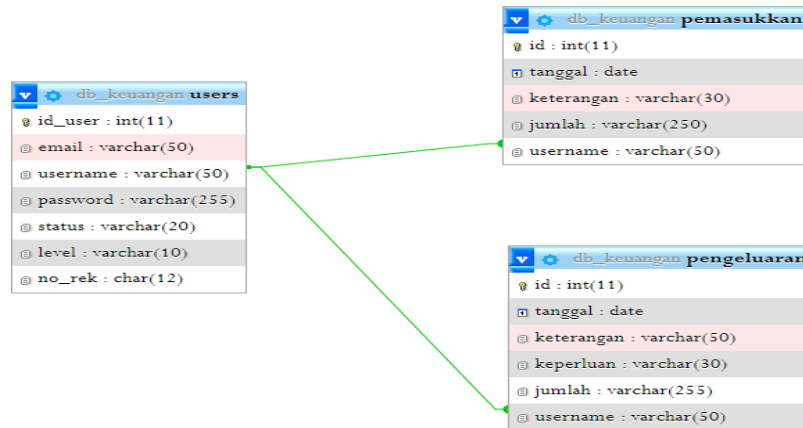 db_keuangan users
id_user : int(11)
email : varchar(50)
username : varchar(50)
password : varchar(255)
status : varchar(20)
level : varchar(10)
no_rek : char(12)
db_keuangan pemasukkan
id : int(11)
tanggal : date
keterangan : varchar(30)
jumlah : varchar(250)
username : varchar(50)
db_keuangan pengeluaran
id : int(11)
tanggal : date
keterangan : varchar(50)
keperluan : varchar(30)
jumlah : varchar(255)
username : varchar(50)